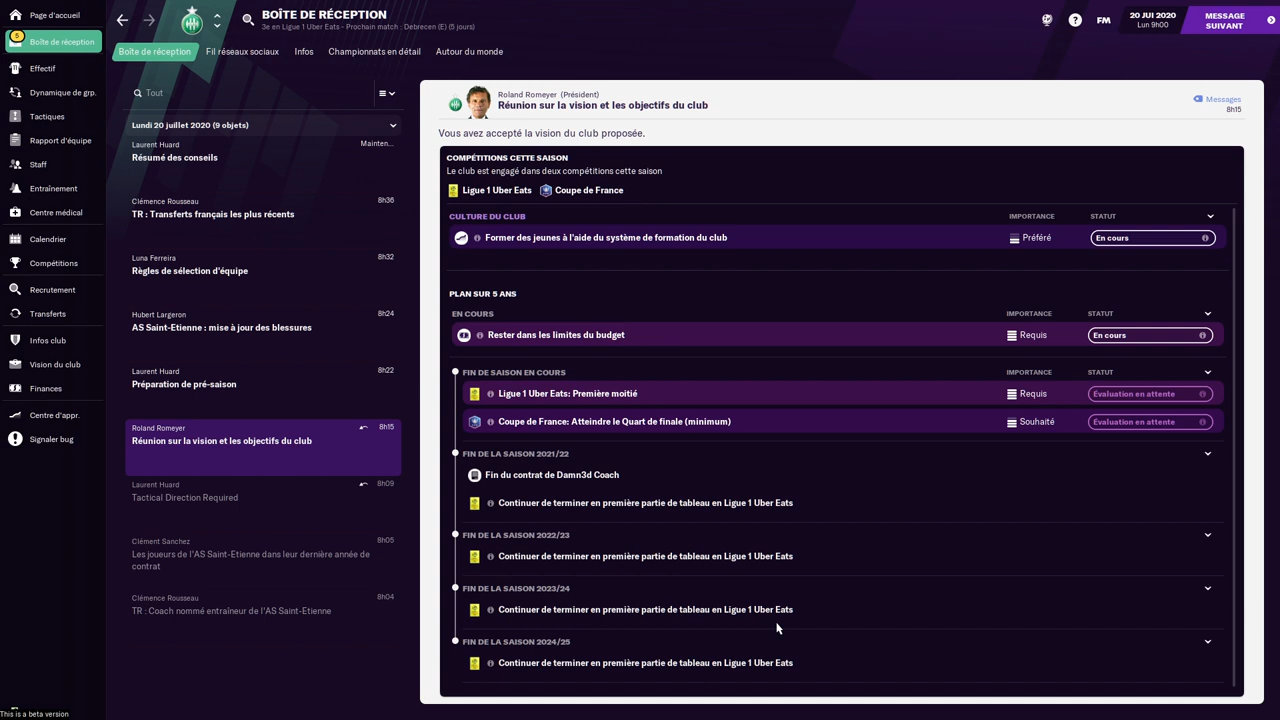 Page d'accueil
5
Boîte de réception
Effectif
Dynamique de grp.
Tactiques
Rapport d'équipe
Staff
Entraînement
Centre médical
Calendrier
Compétitions
Recrutement
Transferts
Infos club
Vision du club
Finances
Centre d'appr.
Signaler bug
This is a beta version
BOÎTE DE RÉCEPTION
3e en Ligue 1 Uber Eats - Prochain match : Debrecen (E) (5 jours)
?
FM
20 JUI 2020
Lun 9h00
MESSAGE SUIVANT
Boîte de réception Fil réseaux sociaux Infos Championnats en détail Autour du monde
Tout
Lundi 20 juillet 2020 (9 objets)
Laurent Huard Mainten...
Résumé des conseils
Clémence Rousseau 8h36
TR : Transferts français les plus récents
Luna Ferreira 8h32
Règles de sélection d'équipe
Hubert Largeron 8h24
AS Saint-Etienne : mise à jour des blessures
Laurent Huard 8h22
Préparation de pré-saison
Roland Romeyer 8h15
Réunion sur la vision et les objectifs du club
Laurent Huard 8h09
Tactical Direction Required
Clément Sanchez 8h05
Les joueurs de l'AS Saint-Etienne dans leur dernière année de
contrat
Clémence Rousseau 8h04
TR : Coach nommé entraîneur de l'AS Saint-Etienne
Roland Romeyer (Président)
Réunion sur la vision et les objectifs du club
Messages
8h15
Vous avez accepté la vision du club proposée.
COMPÉTITIONS CETTE SAISON
Le club est engagé dans deux compétitions cette saison
Ligue 1 Uber Eats Coupe de France
CULTURE DU CLUB IMPORTANCE STATUT
Former des jeunes à l'aide du système de formation du club Préféré En cours
PLAN SUR 5 ANS
EN COURS IMPORTANCE STATUT
Rester dans les limites du budget Requis En cours
FIN DE SAISON EN COURS IMPORTANCE STATUT
Ligue 1 Uber Eats: Première moitié Requis Évaluation en attente
Coupe de France: Atteindre le Quart de finale (minimum) Souhaité Évaluation en attente
FIN DE LA SAISON 2021/22
Fin du contrat de Damn3d Coach
Continuer de terminer en première partie de tableau en Ligue 1 Uber Eats
FIN DE LA SAISON 2022/23
Continuer de terminer en première partie de tableau en Ligue 1 Uber Eats
FIN DE LA SAISON 2023/24
Continuer de terminer en première partie de tableau en Ligue 1 Uber Eats
FIN DE LA SAISON 2024/25
Continuer de terminer en première partie de tableau en Ligue 1 Uber Eats